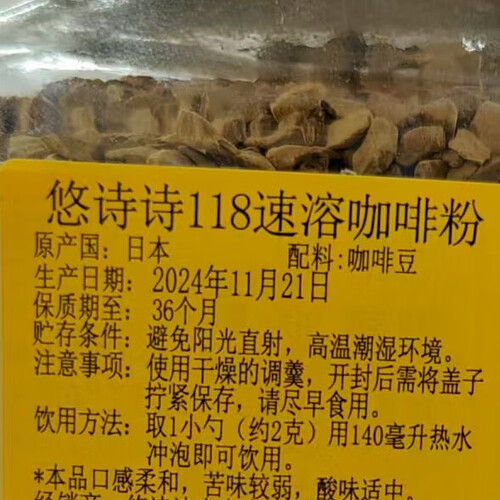 悠诗诗118速溶咖啡粉
原产国：日本 配料:咖啡豆
生产日期：2024年11月21日
保质期至：36个月
贮存条件：避免阳光直射，高温潮湿环境。
注意事项：使用干燥的调羹，开封后需将盖子
拧紧保存，请尽早食用。
饮用方法：取1小勺（约2克）用140毫升热水
冲泡即可饮用。
*本品口感柔和，苦味较弱，酸味适中。